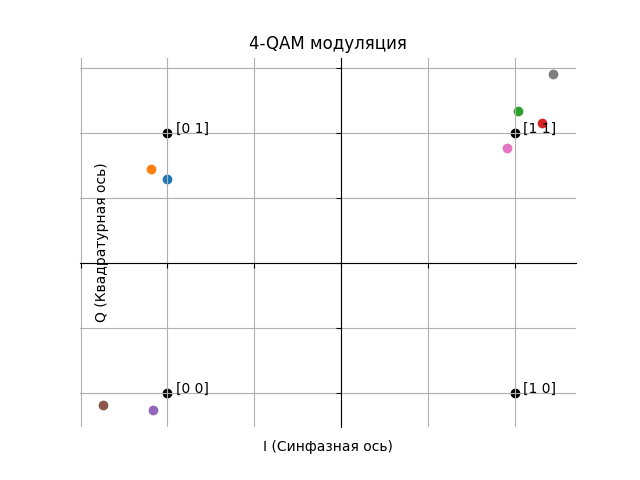 4-QAM модуляция
[0 1]
[1 1]
Q (Квадратурная ось)
[0 0]
[1 0]
I (Синфазная ось)